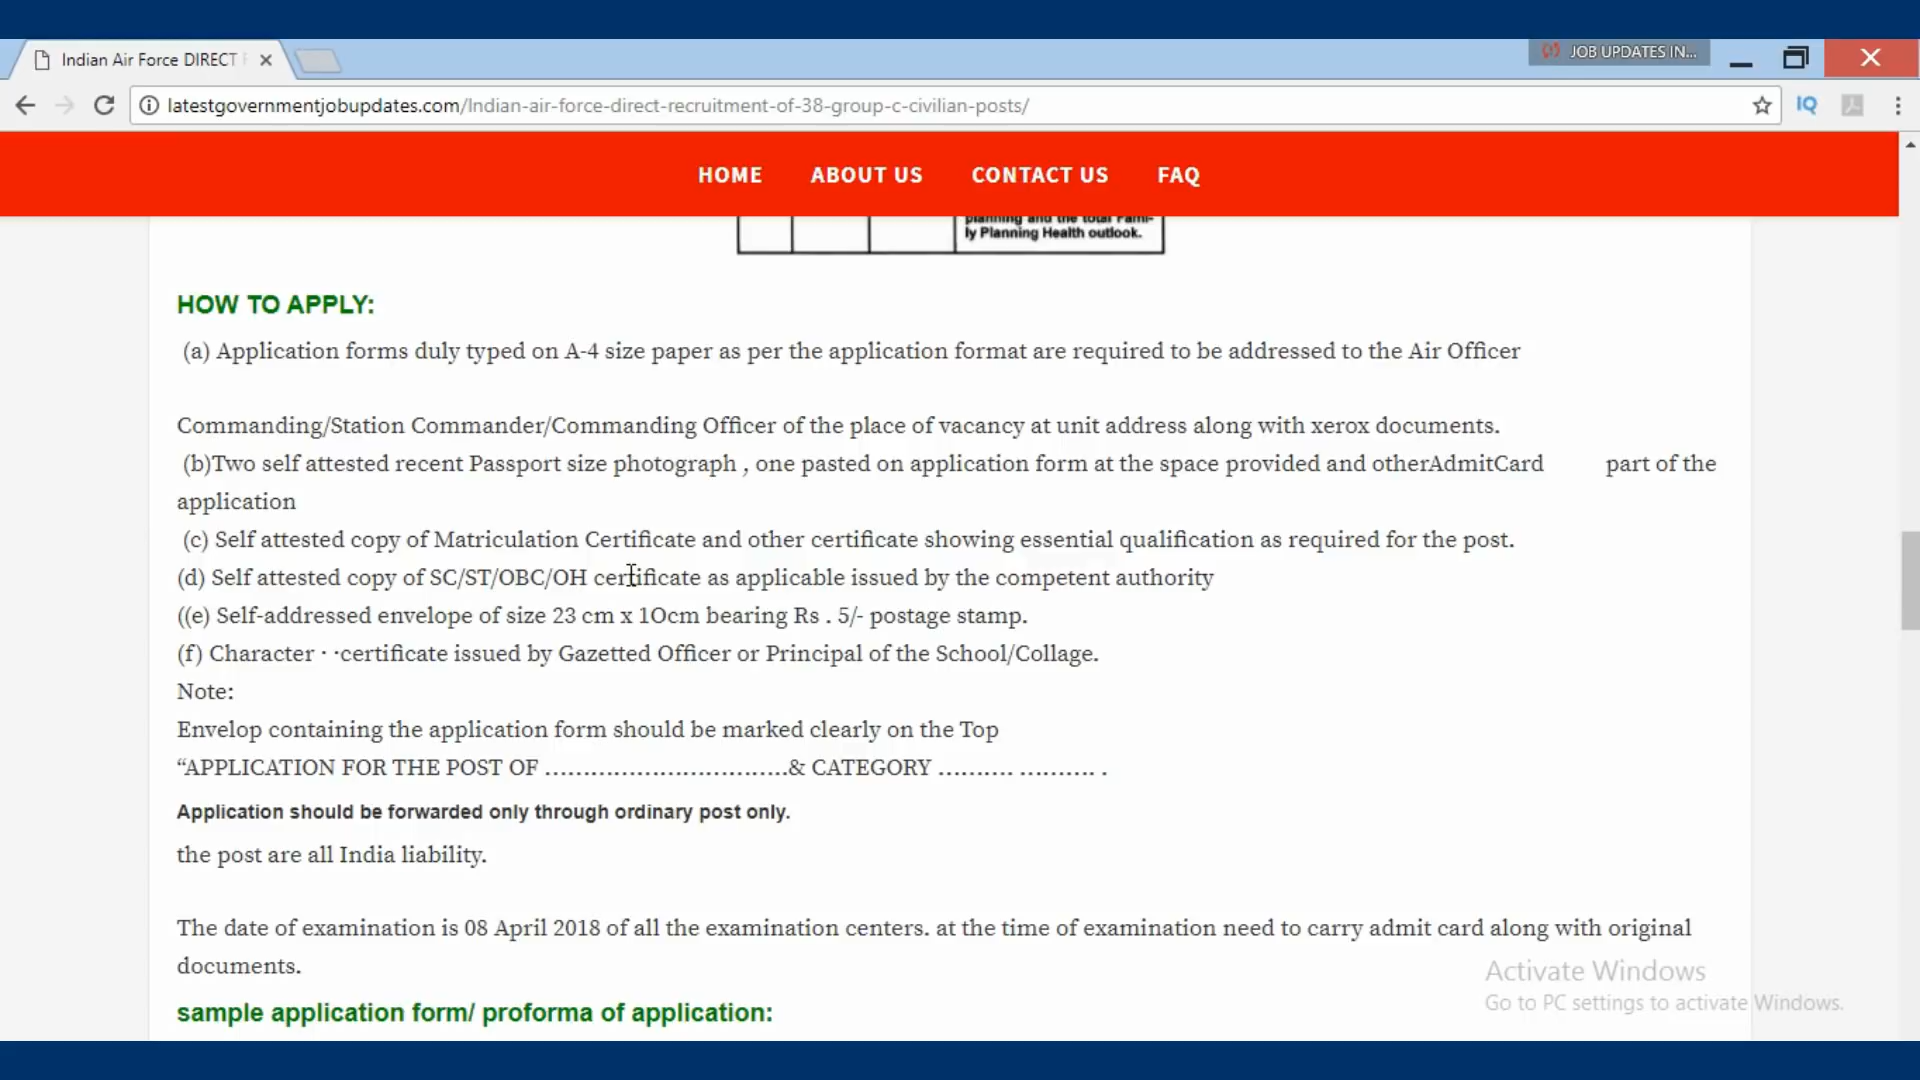 Indian Air Force DIRECT
JOB UPDATES IN...
latestgovernmentjobupdates.com/Indian-air-force-direct-recruitment-of-38-group-c-civilian-posts/
IQ
HOME ABOUT US CONTACT US FAQ
planning and the total Fami-
ly Planning Health outlook.
HOW TO APPLY:
(a) Application forms duly typed on A-4 size paper as per the application format are required to be addressed to the Air Officer
Commanding/Station Commander/Commanding Officer of the place of vacancy at unit address along with xerox documents.
(b)Two self attested recent Passport size photograph , one pasted on application form at the space provided and otherAdmitCard part of the
application
(c) Self attested copy of Matriculation Certificate and other certificate showing essential qualification as required for the post.
(d) Self attested copy of SC/ST/OBC/OH certificate as applicable issued by the competent authority
((e) Self-addressed envelope of size 23 cm x 1Ocm bearing Rs . 5/- postage stamp.
(f) Character · ·certificate issued by Gazetted Officer or Principal of the School/Collage.
Note:
Envelop containing the application form should be marked clearly on the Top
“APPLICATION FOR THE POST OF …………………………..& CATEGORY ………. ………. .
Application should be forwarded only through ordinary post only.
the post are all India liability.
The date of examination is 08 April 2018 of all the examination centers. at the time of examination need to carry admit card along with original
documents.
Activate Windows
Go to PC settings to activate Windows.
sample application form/ proforma of application: